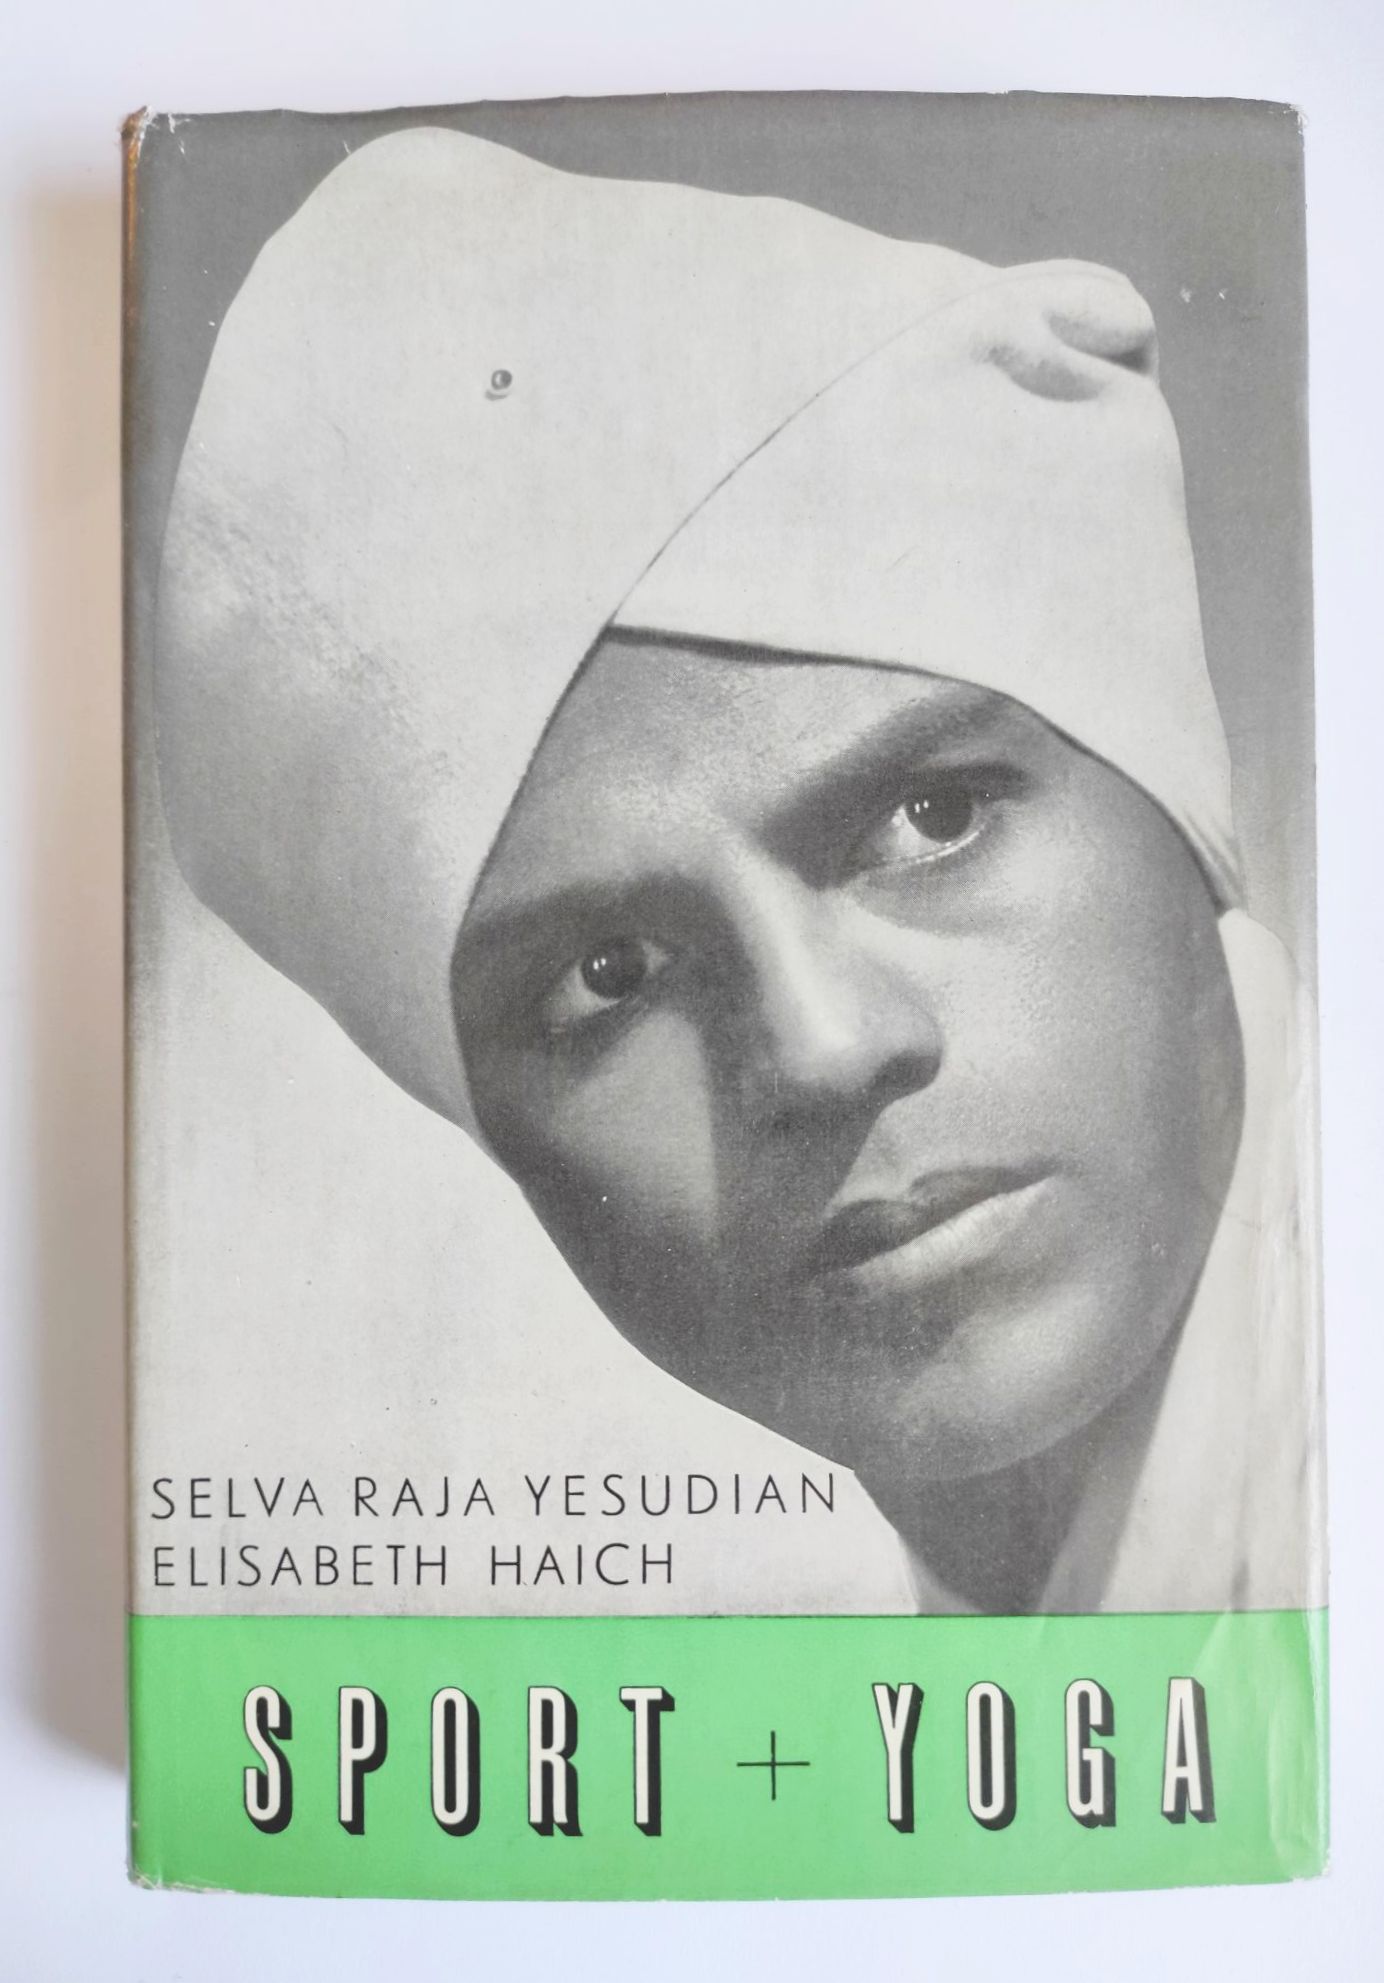 SELVA RAJA YESUDIAN
ELISABETH HAICH
SPORT + YOGA